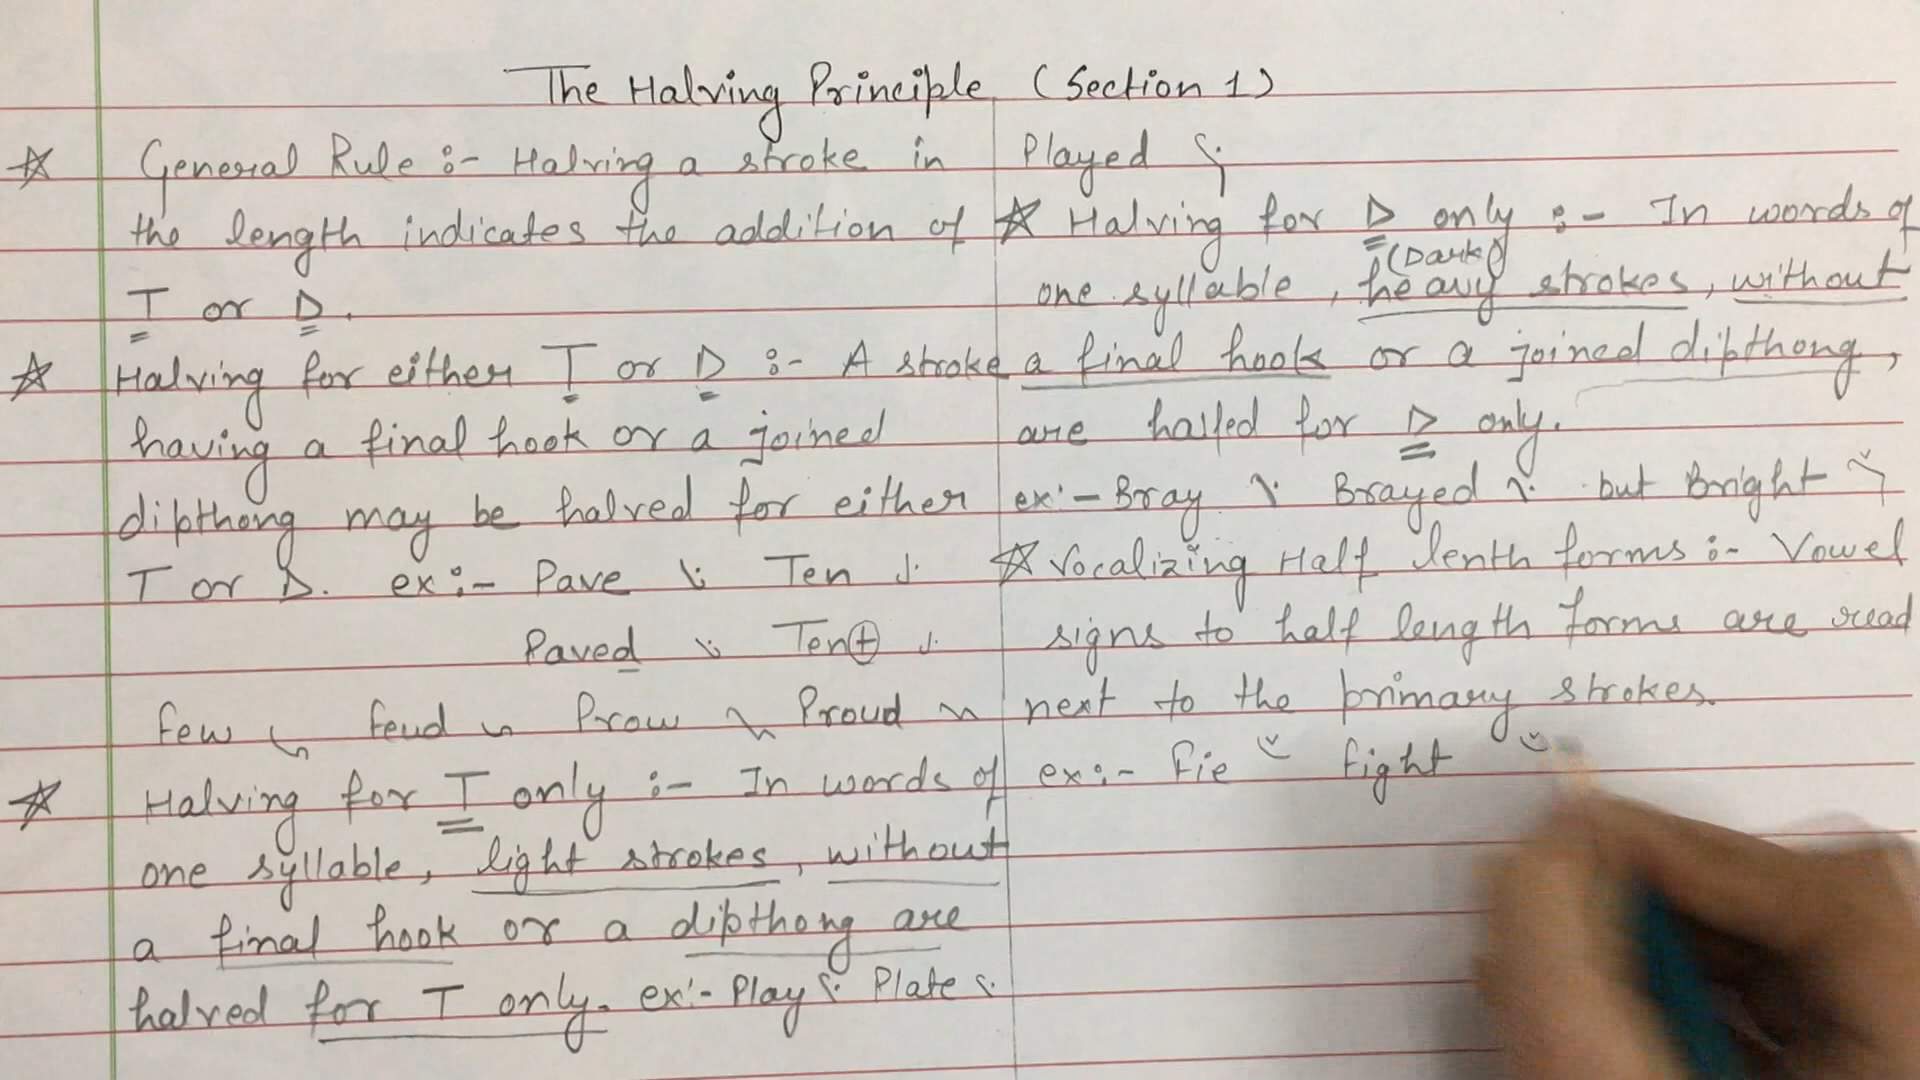 The Halving Principle (Section 1)
☆ General Rule :- Halving a stroke in
the length indicates the addition of
T or D.
☆ Halving for either T or D :- A stroke
having a final hook or a joined
dipthong may be halved for either
T or D. ex:- Pave Ten
Paved Tent
few feud Prow Proud
☆ Halving for T only :- In words of
one syllable, light strokes, without
a final hook or a dipthong are
halved for T only. ex:- Play Plate
Played
☆ Halving for D only :- In words of
(Dark)
one syllable, heavy strokes, without
a final hook or a joined dipthong,
are halfed for D only.
ex:- Bray Brayed but Bright
☆ Vocalizing Half lenth forms :- Vowel
signs to half length forms are read
next to the primary strokes.
ex:- Fie Fight